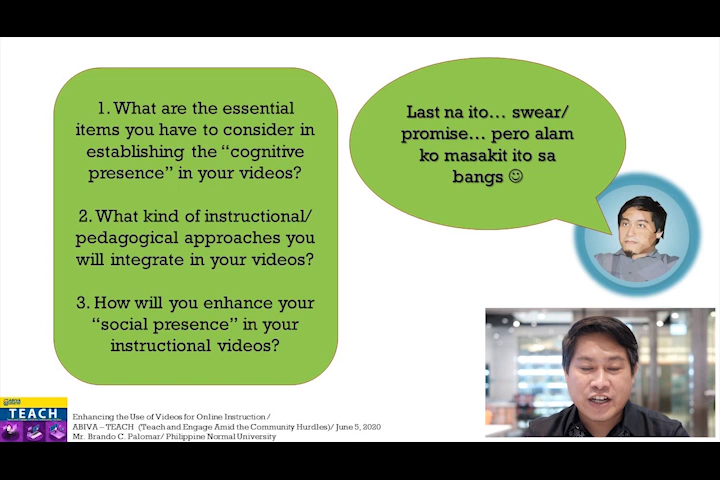 1. What are the essential
items you have to consider in
establishing the “cognitive
presence” in your videos?
2. What kind of instructional/
pedagogical approaches you
will integrate in your videos?
3. How will you enhance your
“social presence” in your
instructional videos?
Last na ito… swear/
promise… pero alam
ko masakit ito sa
bangs ☺
TEACH
Enhancing the Use of Videos for Online Instruction /
ABIVA – TEACH (Teach and Engage Amid the Community Hurdles)/ June 5, 2020
Mr. Brando C. Palomar/ Philippine Normal University